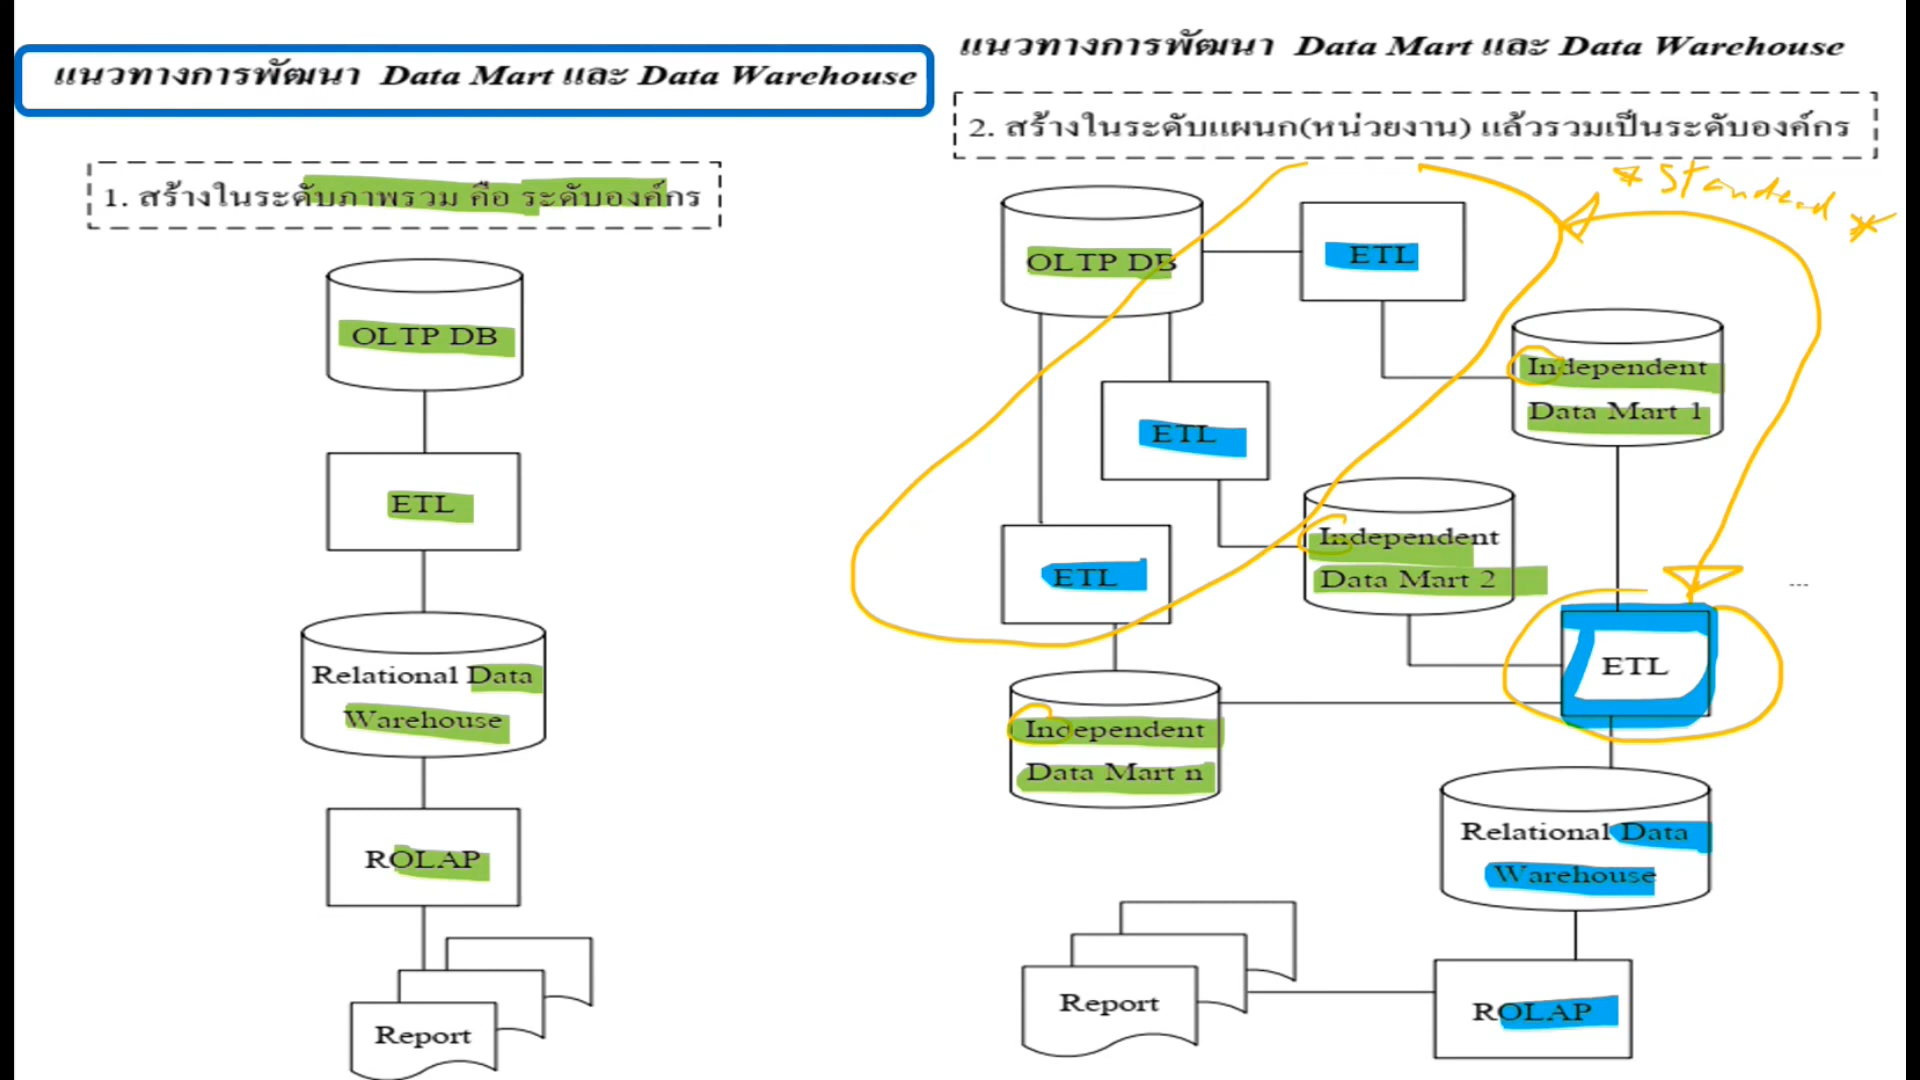 แนวทางการพัฒนา Data Mart และ Data Warehouse
1. สร้างในระดับภาพรวม คือ ระดับองค์กร
OLTP DB
ETL
Relational Data
Warehouse
ROLAP
Report
แนวทางการพัฒนา Data Mart และ Data Warehouse
2. สร้างในระดับแผนก(หน่วยงาน) แล้วรวมเป็นระดับองค์กร
* Standard *
OLTP DB
ETL
Independent
Data Mart 1
ETL
Independent
Data Mart 2
...
ETL
ETL
Independent
Data Mart n
Relational Data
Warehouse
Report
ROLAP